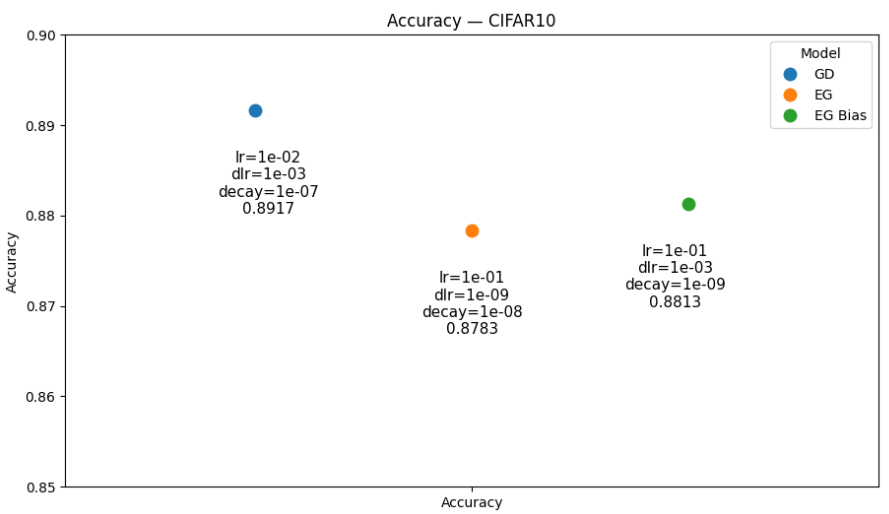 Accuracy — CIFAR10
0.90
0.89
0.88
0.87
0.86
0.85
Accuracy
lr=1e-02
dlr=1e-03
decay=1e-07
0.8917
lr=1e-01
dlr=1e-09
decay=1e-08
0.8783
lr=1e-01
dlr=1e-03
decay=1e-09
0.8813
Model
GD
EG
EG Bias
Accuracy